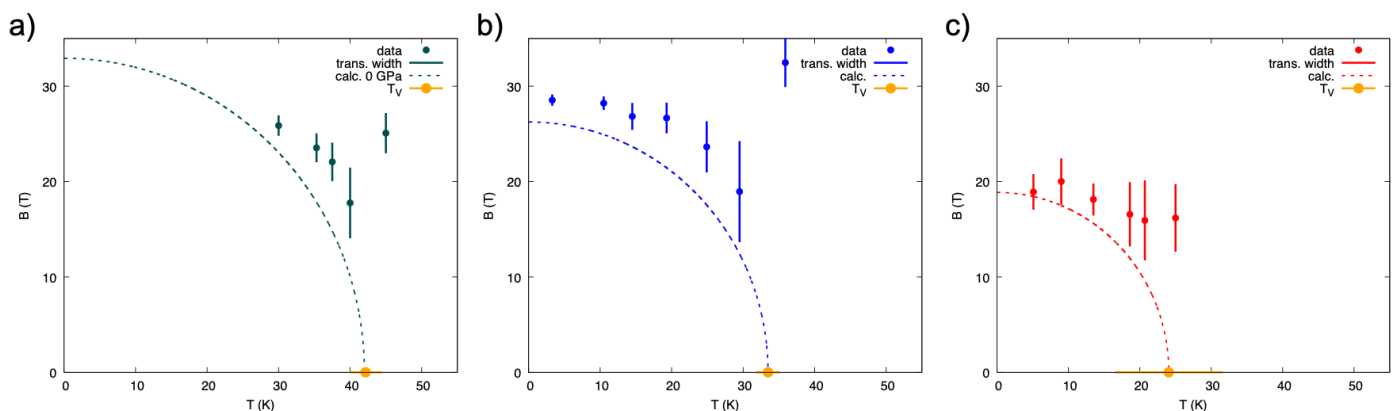 a)
data
trans. width
calc. 0 GPa
T_V
B (T)
30
20
10
0
0 10 20 30 40 50
T (K)
b)
data
trans. width
calc.
T_V
B (T)
30
20
10
0
0 10 20 30 40 50
T (K)
c)
data
trans. width
calc.
T_V
B (T)
30
20
10
0
0 10 20 30 40 50
T (K)